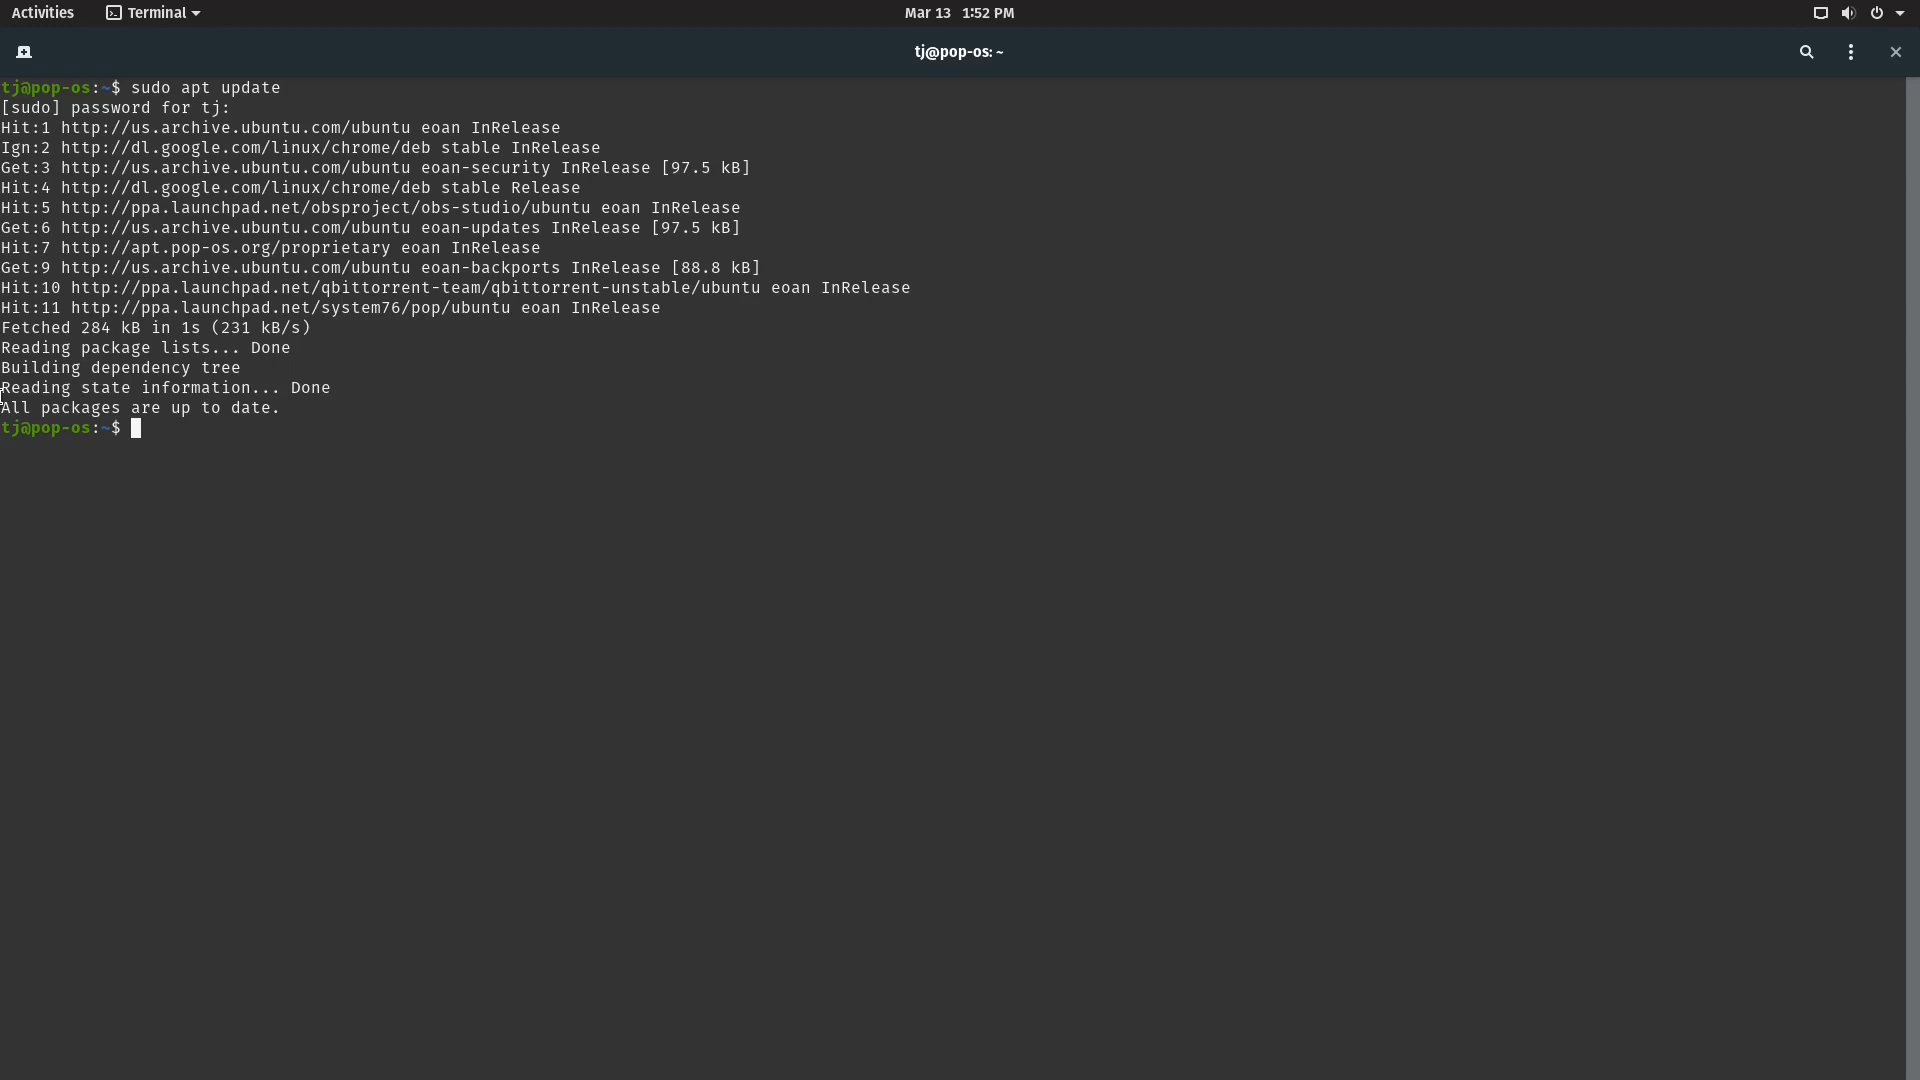 Activities Terminal Mar 13 1:52 PM
tj@pop-os: ~
tj@pop-os:~$ sudo apt update
[sudo] password for tj:
Hit:1 http://us.archive.ubuntu.com/ubuntu eoan InRelease
Ign:2 http://dl.google.com/linux/chrome/deb stable InRelease
Get:3 http://us.archive.ubuntu.com/ubuntu eoan-security InRelease [97.5 kB]
Hit:4 http://dl.google.com/linux/chrome/deb stable Release
Hit:5 http://ppa.launchpad.net/obsproject/obs-studio/ubuntu eoan InRelease
Get:6 http://us.archive.ubuntu.com/ubuntu eoan-updates InRelease [97.5 kB]
Hit:7 http://apt.pop-os.org/proprietary eoan InRelease
Get:9 http://us.archive.ubuntu.com/ubuntu eoan-backports InRelease [88.8 kB]
Hit:10 http://ppa.launchpad.net/qbittorrent-team/qbittorrent-unstable/ubuntu eoan InRelease
Hit:11 http://ppa.launchpad.net/system76/pop/ubuntu eoan InRelease
Fetched 284 kB in 1s (231 kB/s)
Reading package lists... Done
Building dependency tree
Reading state information... Done
All packages are up to date.
tj@pop-os:~$